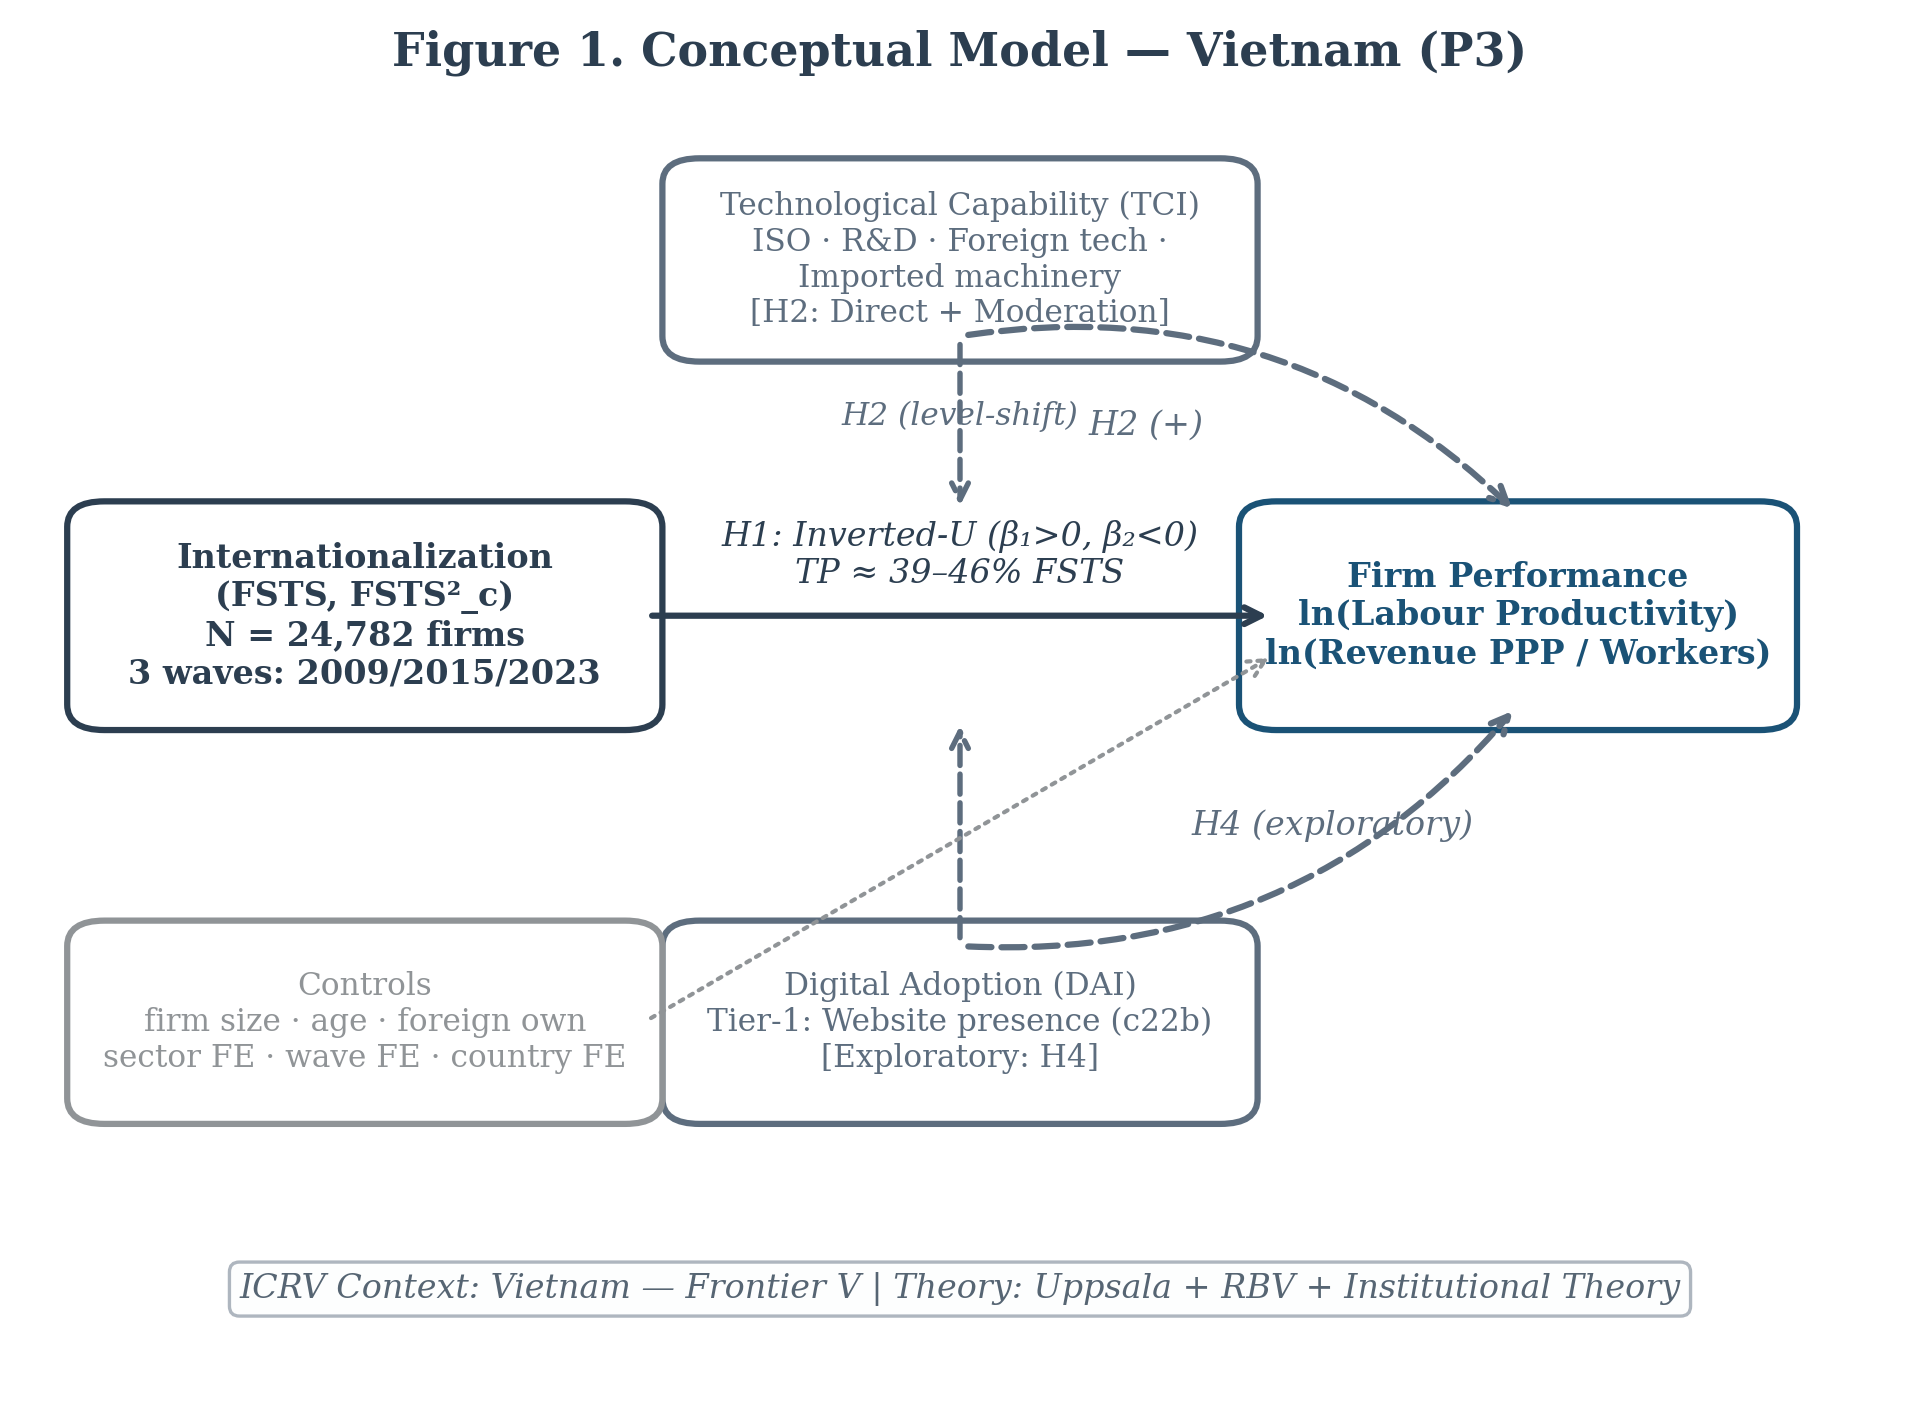 Figure 1. Conceptual Model — Vietnam (P3)
Technological Capability (TCI)
ISO · R&D · Foreign tech ·
Imported machinery
[H2: Direct + Moderation]
H2 (level-shift)
H2 (+)
Internationalization
(FSTS, FSTS²_c)
N = 24,782 firms
3 waves: 2009/2015/2023
H1: Inverted-U (β₁>0, β₂<0)
TP ≈ 39–46% FSTS
Firm Performance
ln(Labour Productivity)
ln(Revenue PPP / Workers)
H4 (exploratory)
Controls
firm size · age · foreign own
sector FE · wave FE · country FE
Digital Adoption (DAI)
Tier-1: Website presence (c22b)
[Exploratory: H4]
ICRV Context: Vietnam — Frontier V | Theory: Uppsala + RBV + Institutional Theory